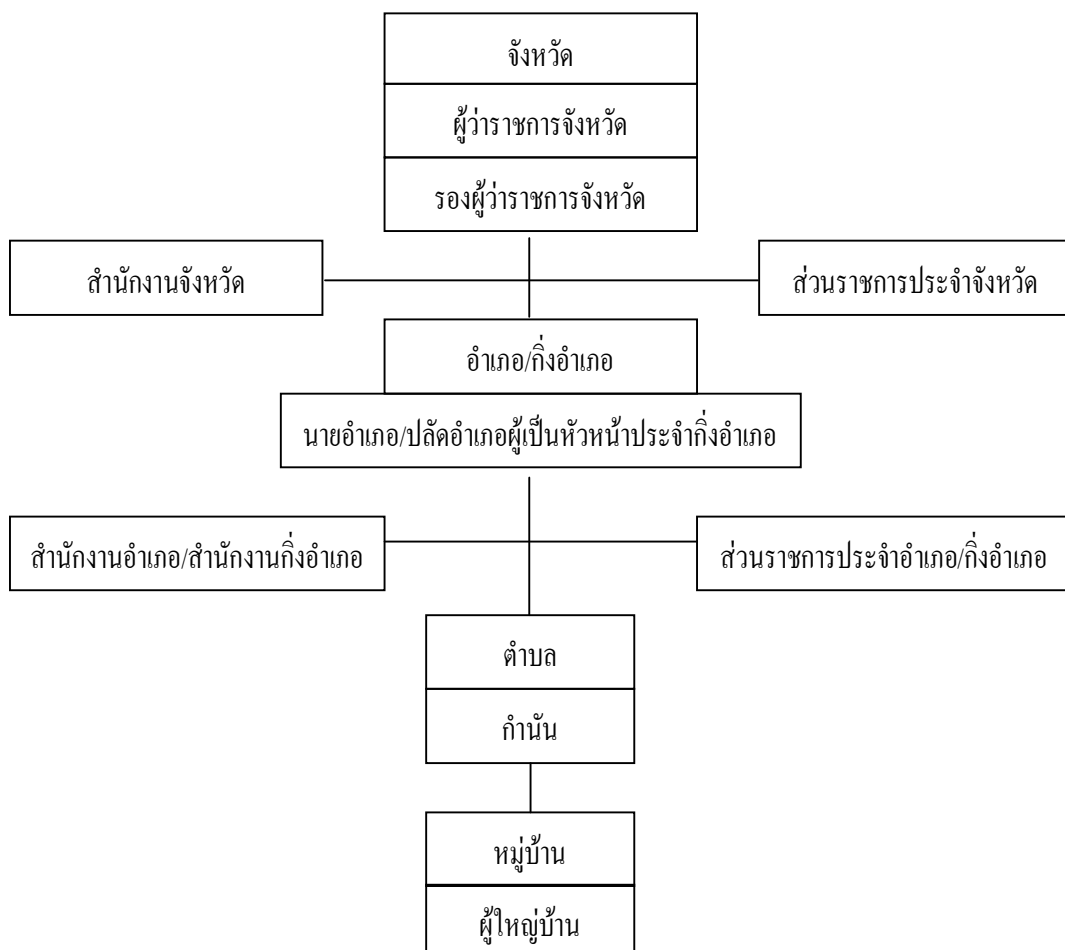 จังหวัด
ผู้ว่าราชการจังหวัด
รองผู้ว่าราชการจังหวัด
สำนักงานจังหวัด
ส่วนราชการประจำจังหวัด
อำเภอ/กิ่งอำเภอ
นายอำเภอ/ปลัดอำเภอผู้เป็นหัวหน้าประจำกิ่งอำเภอ
สำนักงานอำเภอ/สำนักงานกิ่งอำเภอ
ส่วนราชการประจำอำเภอ/กิ่งอำเภอ
ตำบล
กำนัน
หมู่บ้าน
ผู้ใหญ่บ้าน